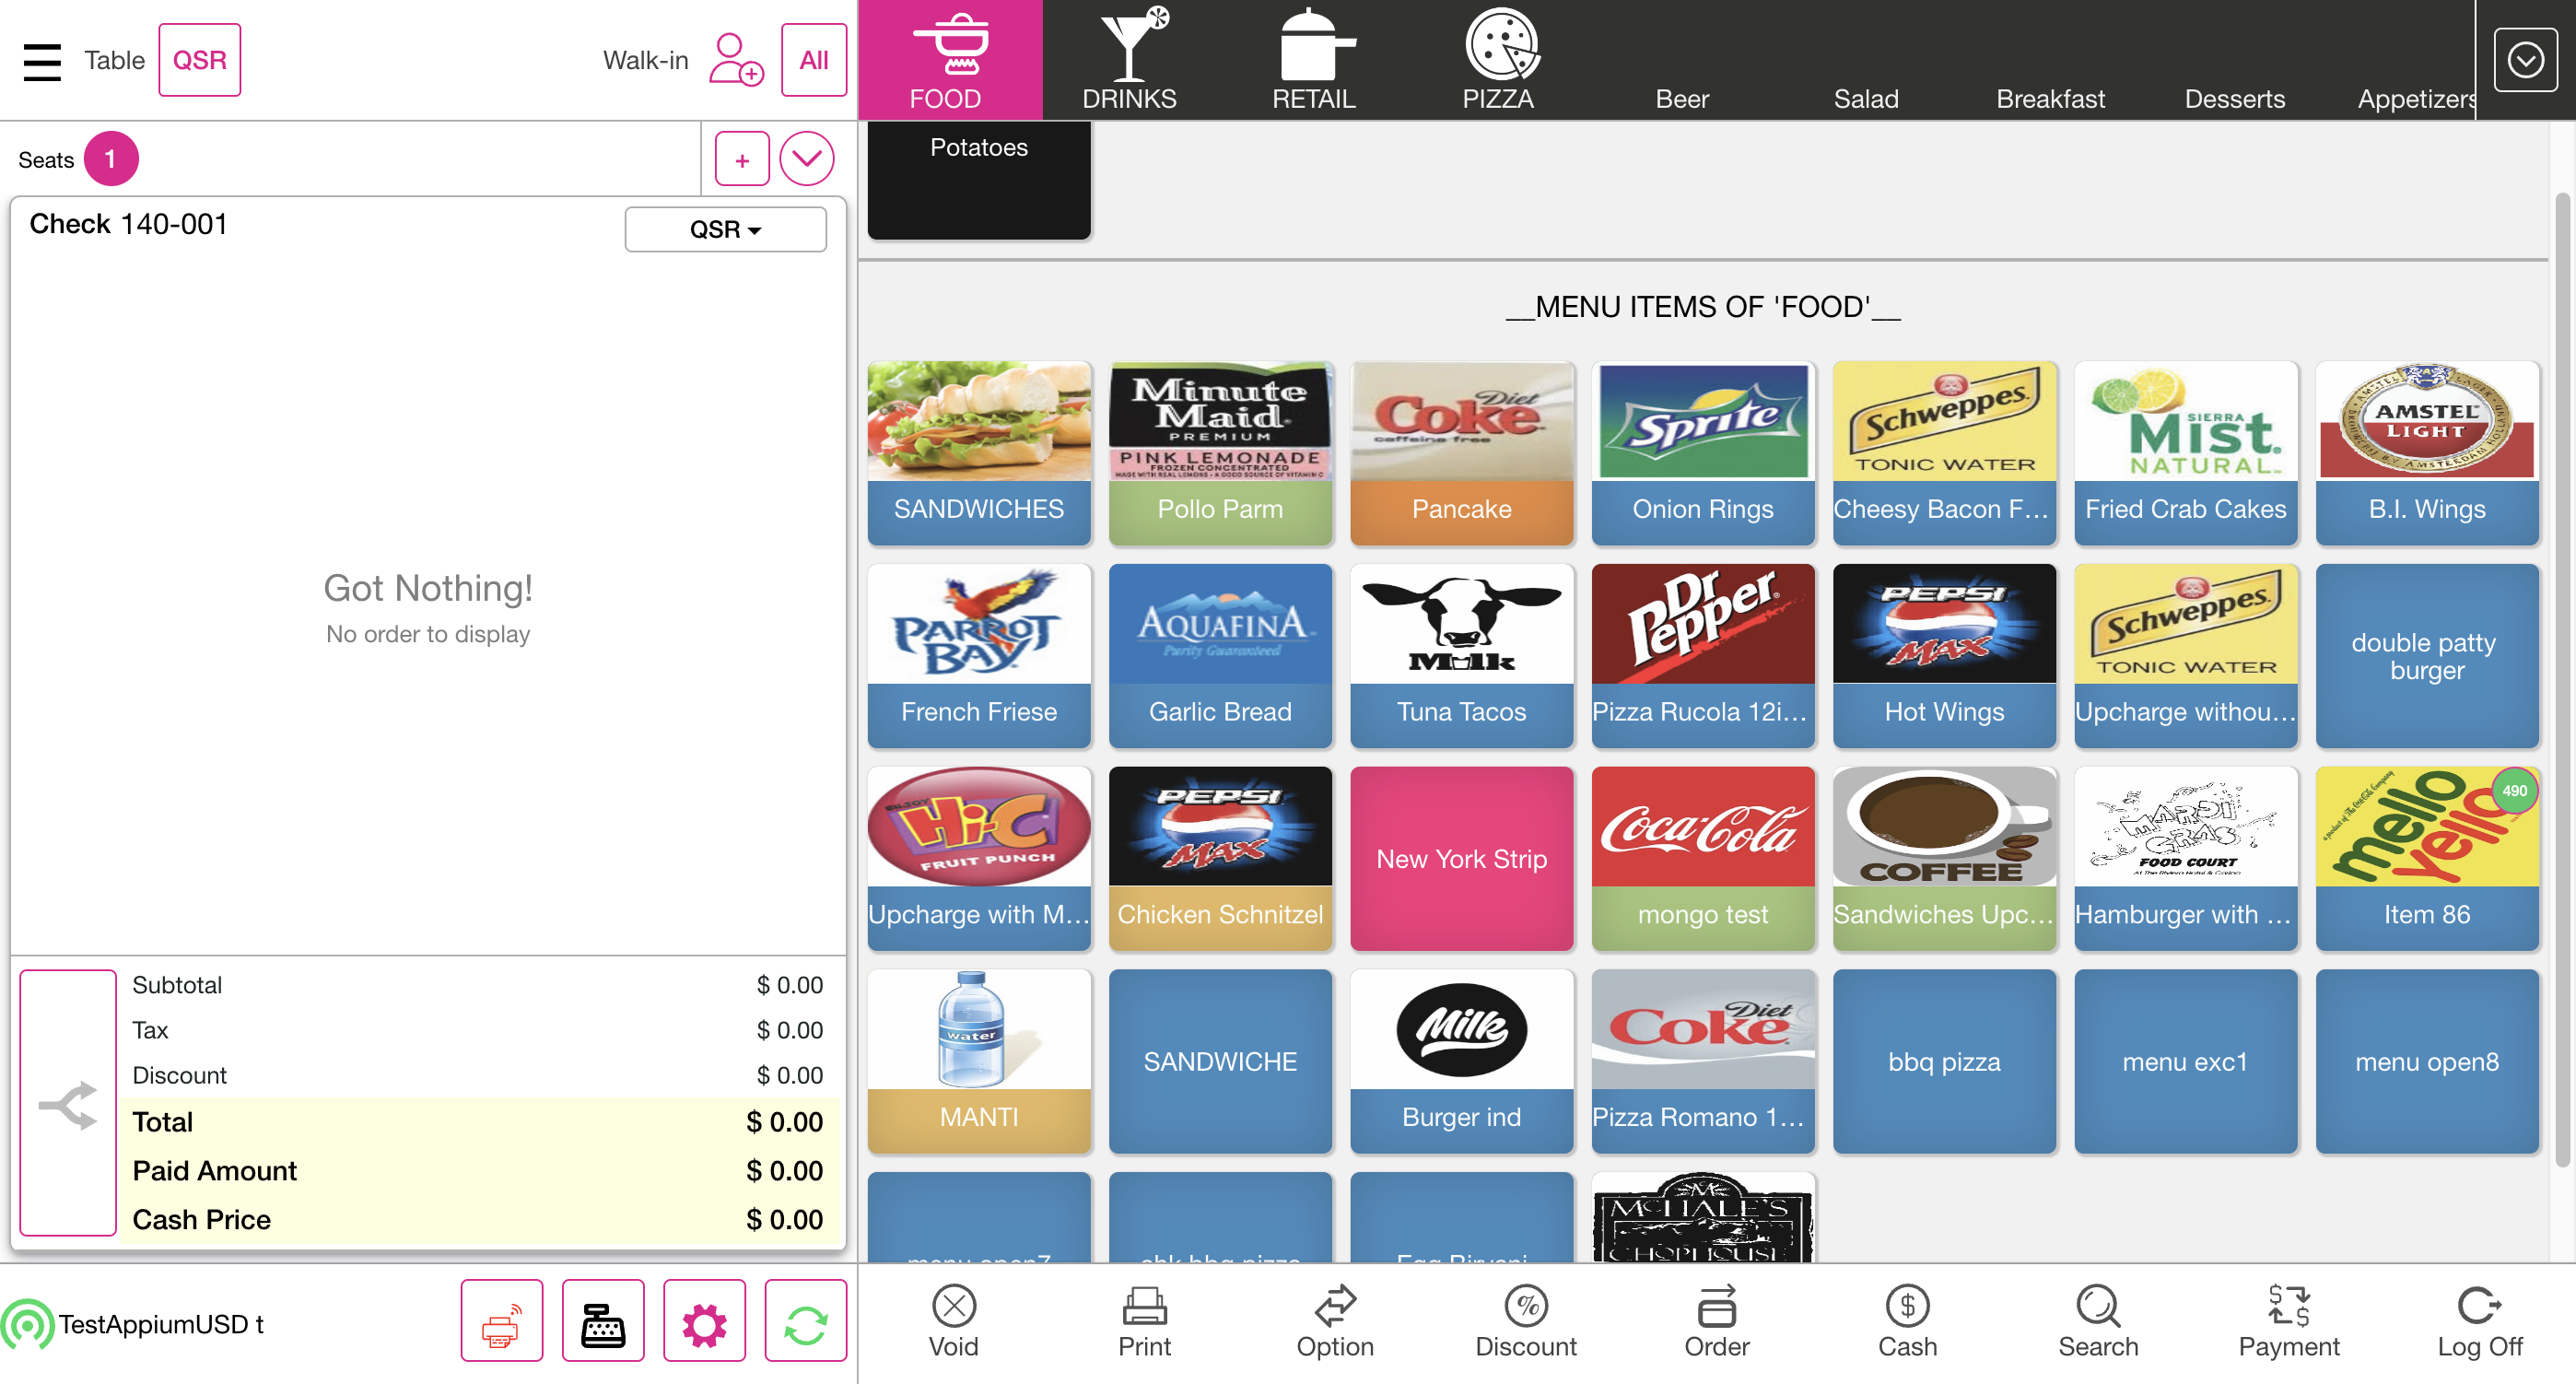 Table QSR Walk-in All
FOOD DRINKS RETAIL PIZZA Beer Salad Breakfast Desserts Appetizers
Seats 1 +
Potatoes
Check 140-001 QSR
__MENU ITEMS OF 'FOOD'__
Got Nothing!
No order to display
Minute
Maid
PREMIUM
PINK LEMONADE
FROZEN CONCENTRATED
Diet
Coke
caffeine free
Sprite
Schweppes
TONIC WATER
SIERRA
Mist
NATURAL
AMSTEL
LIGHT
SANDWICHES Pollo Parm Pancake Onion Rings Cheesy Bacon F... Fried Crab Cakes B.I. Wings
PARROT
BAY
AQUAFINA
Purity Guaranteed
Milk
Dr
Pepper
PEPSI
MAX
Schweppes
TONIC WATER
double patty
burger
French Friese Garlic Bread Tuna Tacos Pizza Rucola 12i... Hot Wings Upcharge withou...
Hi-C
FRUIT PUNCH
PEPSI
MAX
New York Strip
Coca-Cola
COFFEE
MARDI
GRAS
FOOD COURT
mello
yello
490
Upcharge with M... Chicken Schnitzel mongo test Sandwiches Upc... Hamburger with ... Item 86
water
SANDWICHE
Milk
Diet
Coke
bbq pizza menu exc1 menu open8
MANTI Burger ind Pizza Romano 1...
McHALE'S
CHOPHOUSE
Subtotal $ 0.00
Tax $ 0.00
Discount $ 0.00
Total $ 0.00
Paid Amount $ 0.00
Cash Price $ 0.00
TestAppiumUSD t
Void Print Option Discount Order Cash Search Payment Log Off